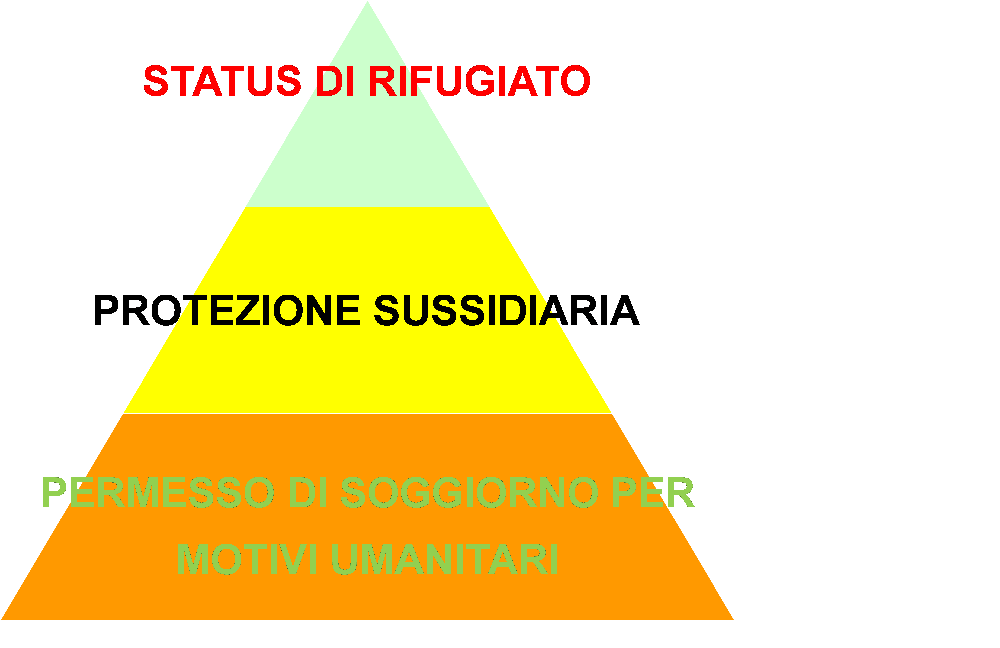 STATUS DI RIFUGIATO
PROTEZIONE SUSSIDIARIA
PERMESSO DI SOGGIORNO PER
MOTIVI UMANITARI